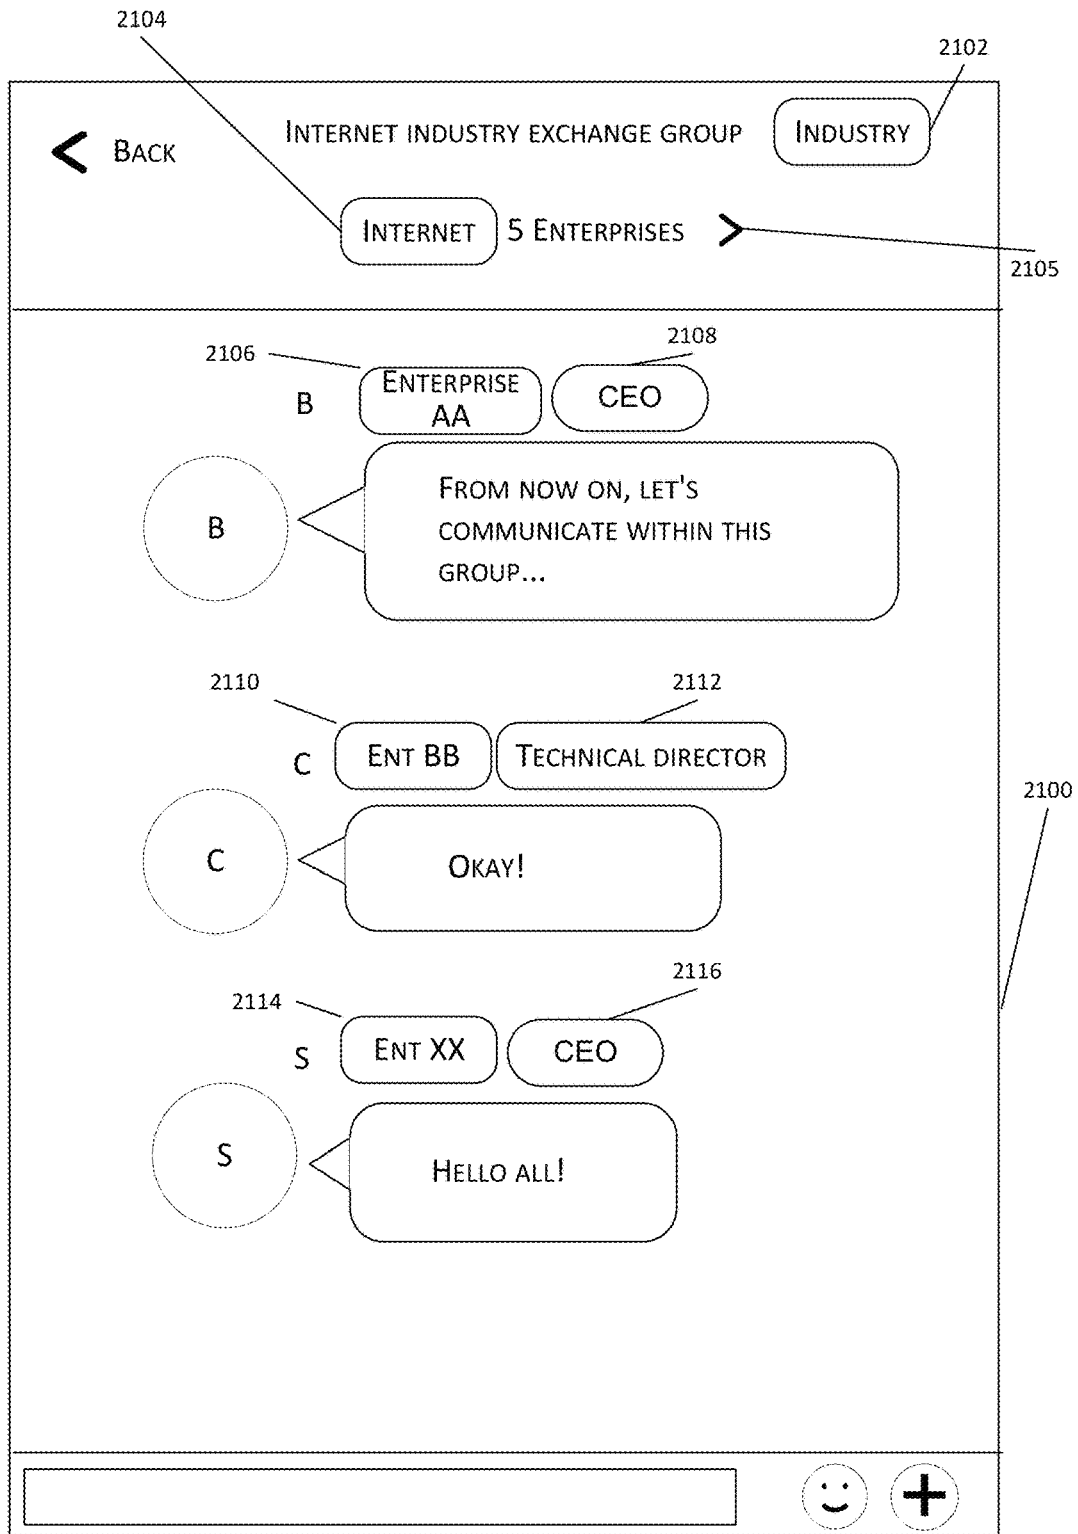 2104
2102
INTERNET INDUSTRY EXCHANGE GROUP
INDUSTRY
BACK
INTERNET 5 ENTERPRISES
2105
2106
2108
B
ENTERPRISE
AA
CEO
FROM NOW ON, LET'S
COMMUNICATE WITHIN THIS
GROUP...
B
2110
2112
C
ENT BB
TECHNICAL DIRECTOR
2100
C
OKAY!
2114
2116
S
ENT XX
CEO
S
HELLO ALL!